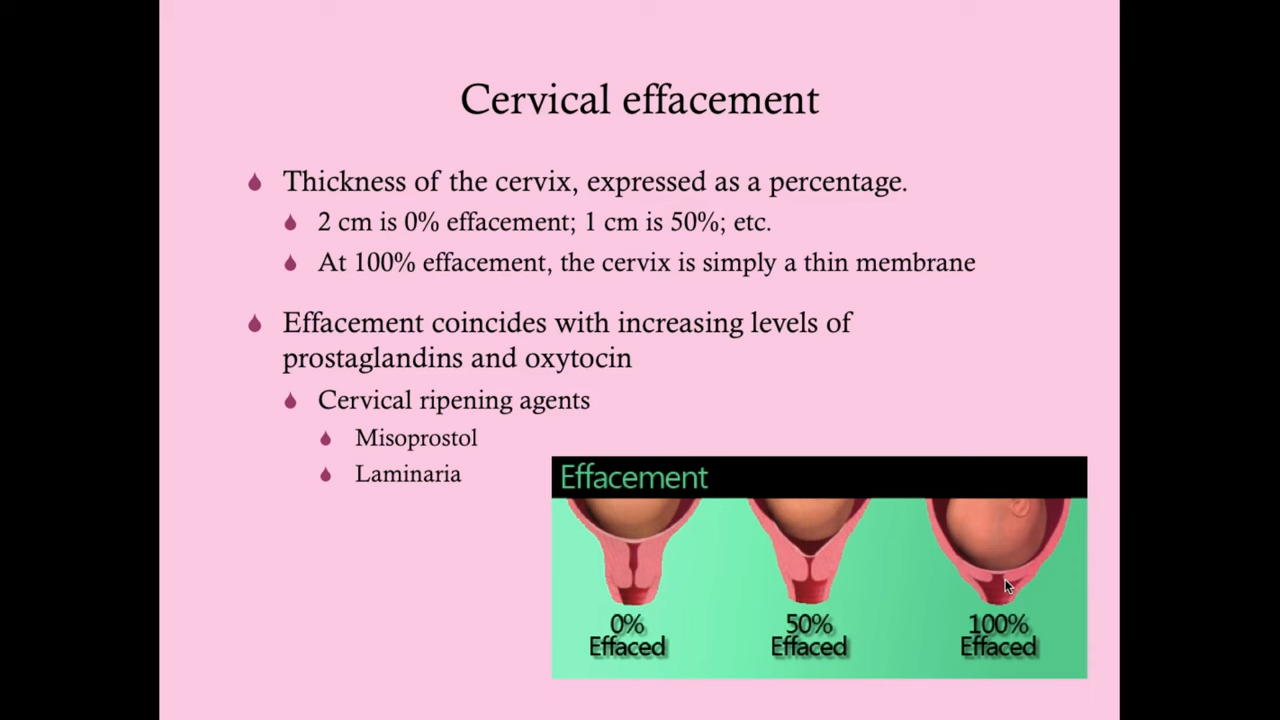 Cervical effacement
Thickness of the cervix, expressed as a percentage.
2 cm is 0% effacement; 1 cm is 50%; etc.
At 100% effacement, the cervix is simply a thin membrane
Effacement coincides with increasing levels of
prostaglandins and oxytocin
Cervical ripening agents
Misoprostol
Laminaria
Effacement
0%
Effaced
50%
Effaced
100%
Effaced